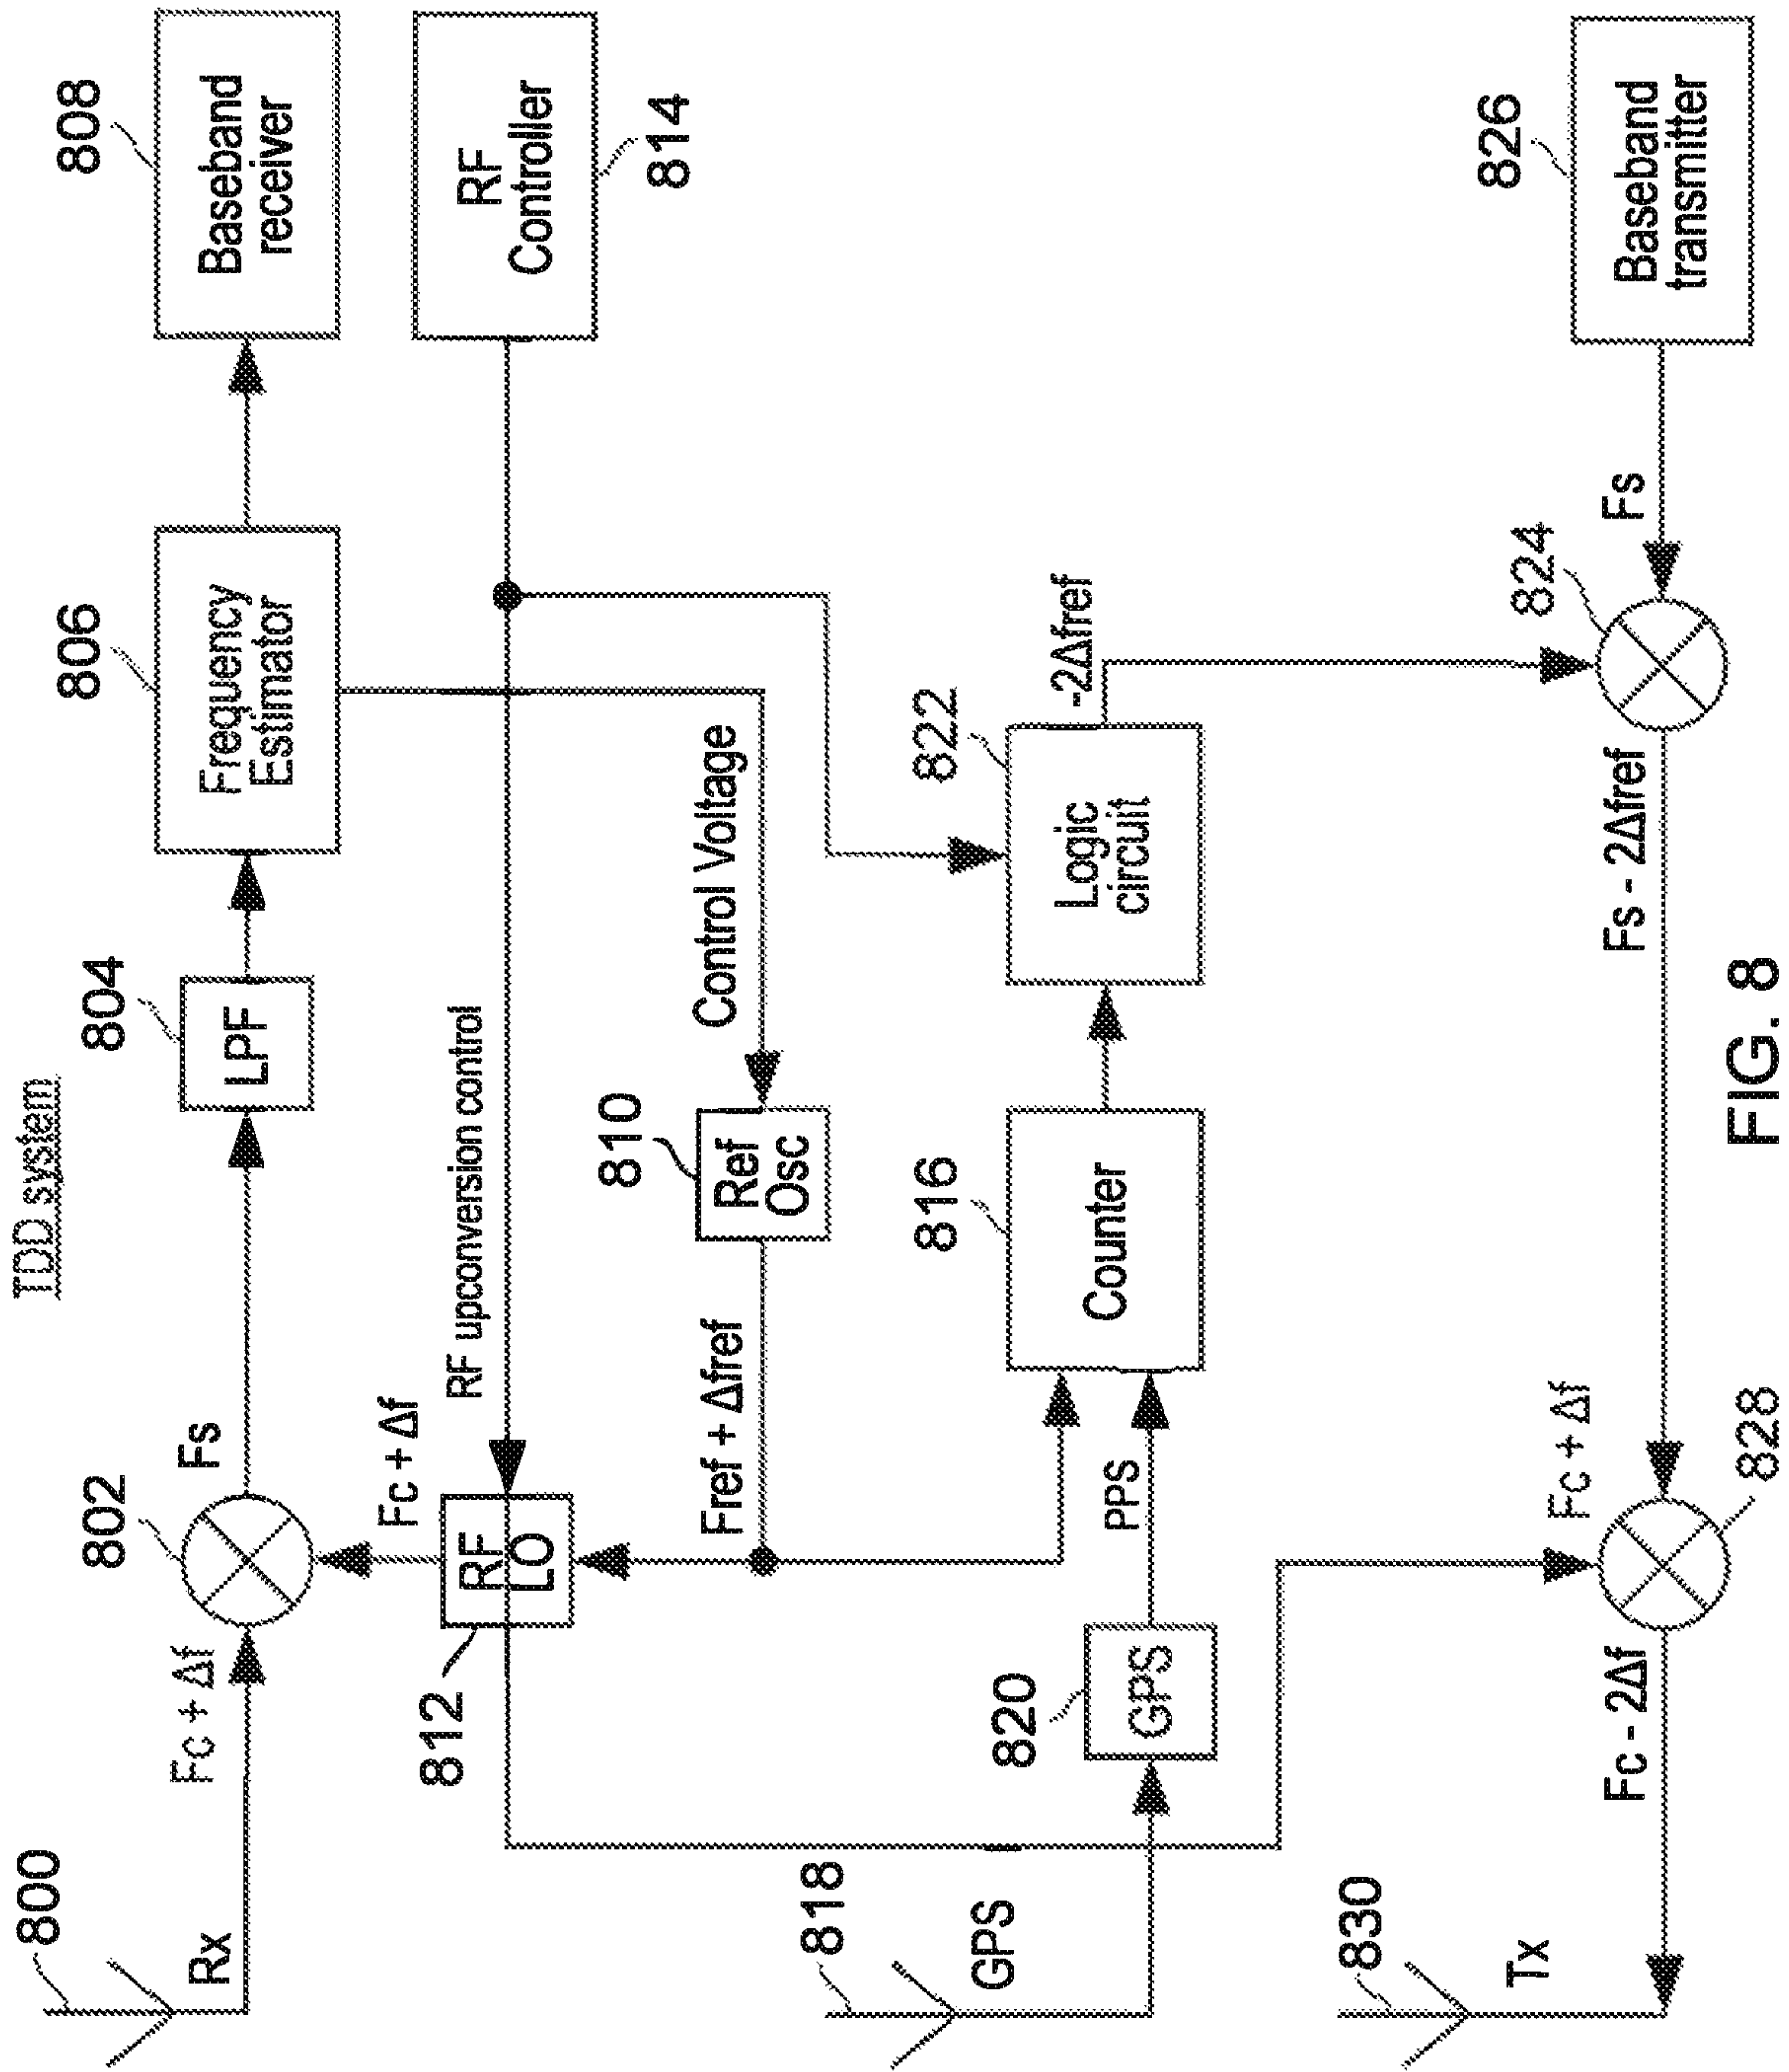 TDD system
800
Rx
Fc + Δf
802
Fs
804
LPF
806
Frequency
Estimator
808
Baseband
receiver
812
RF
LO
Fc + Δf
RF upconversion control
RF
Controller
814
Fref + Δfref
810
Ref
Osc
Control Voltage
818
GPS
820
GPS
PPS
816
Counter
822
Logic
circuit
-2Δfref
830
Tx
Fc - 2Δf
828
Fc + Δf
Fs - 2Δfref
824
Fs
826
Baseband
transmitter
FIG. 8